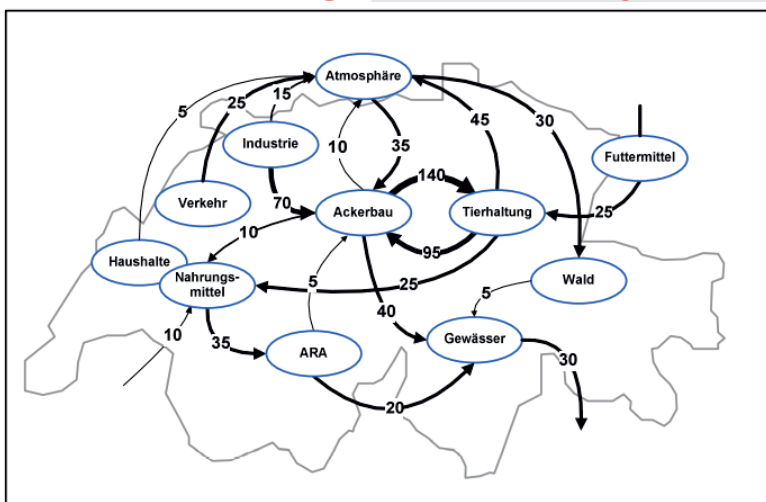 Atmosphäre
5
25
15
45
30
Industrie
10
35
Futtermittel
140
70
Verkehr
Ackerbau
Tierhaltung
25
10
95
Haushalte
Nahrungs-
mittel
5
25
Wald
5
40
10
35
ARA
Gewässer
30
20